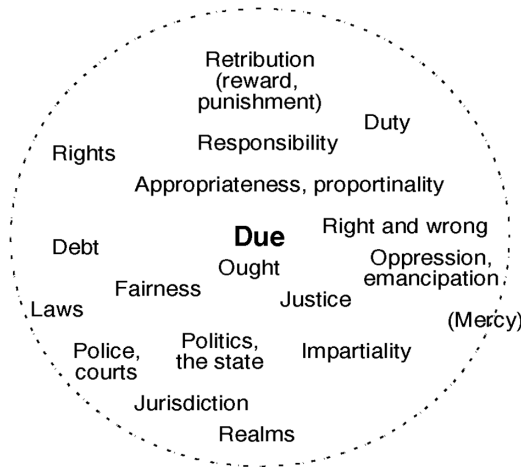 Retribution
(reward,
punishment)
Duty
Responsibility
Rights
Appropriateness, proportinality
Right and wrong
Due
Debt
Oppression,
emancipation
Ought
Fairness
Justice
Laws
(Mercy)
Police,
courts
Politics,
the state
Impartiality
Jurisdiction
Realms